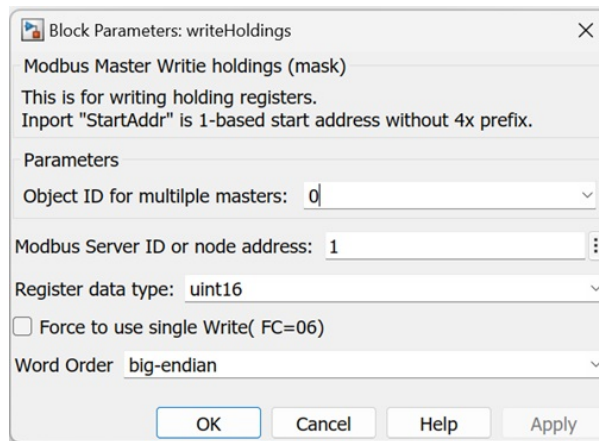 Block Parameters: writeHoldings
Modbus Master Writie holdings (mask)
This is for writing holding registers.
Inport "StartAddr" is 1-based start address without 4x prefix.
Parameters
Object ID for multilple masters: 0
Modbus Server ID or node address: 1
Register data type: uint16
Force to use single Write( FC=06)
Word Order big-endian
OK Cancel Help Apply